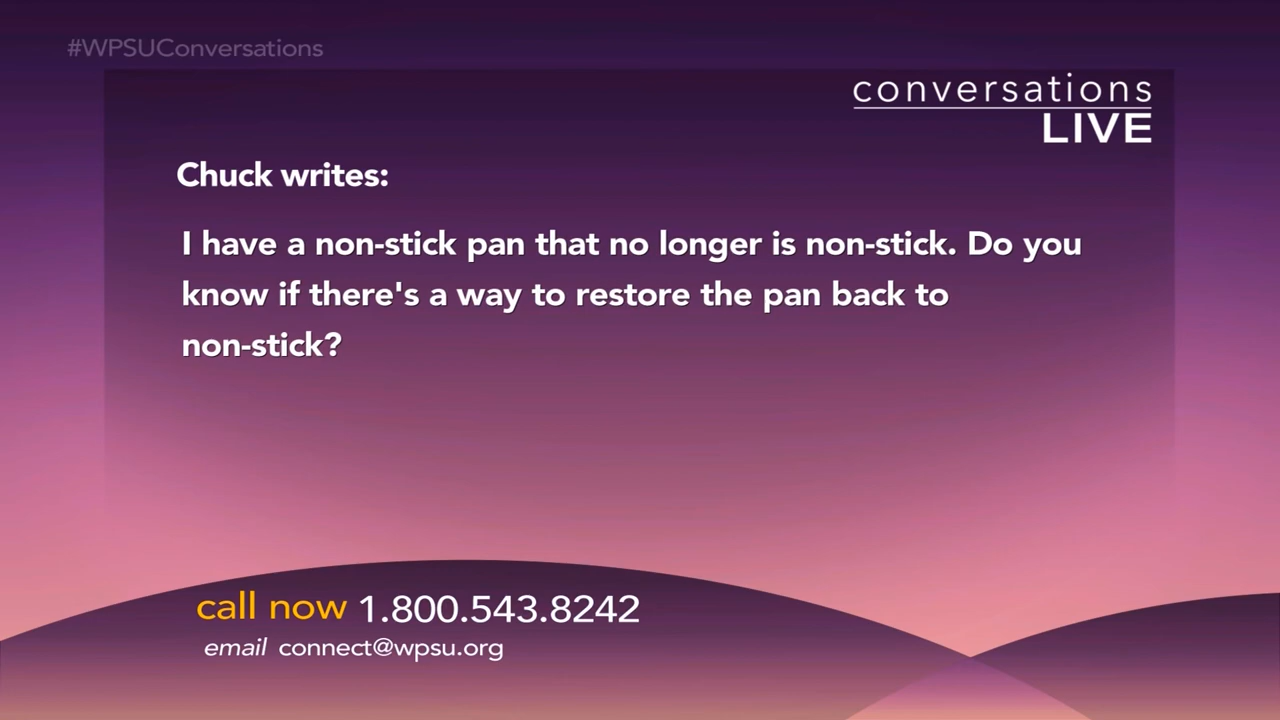 #WPSUConversations
conversations
LIVE
Chuck writes:
I have a non-stick pan that no longer is non-stick. Do you
know if there's a way to restore the pan back to
non-stick?
call now 1.800.543.8242
email connect@wpsu.org